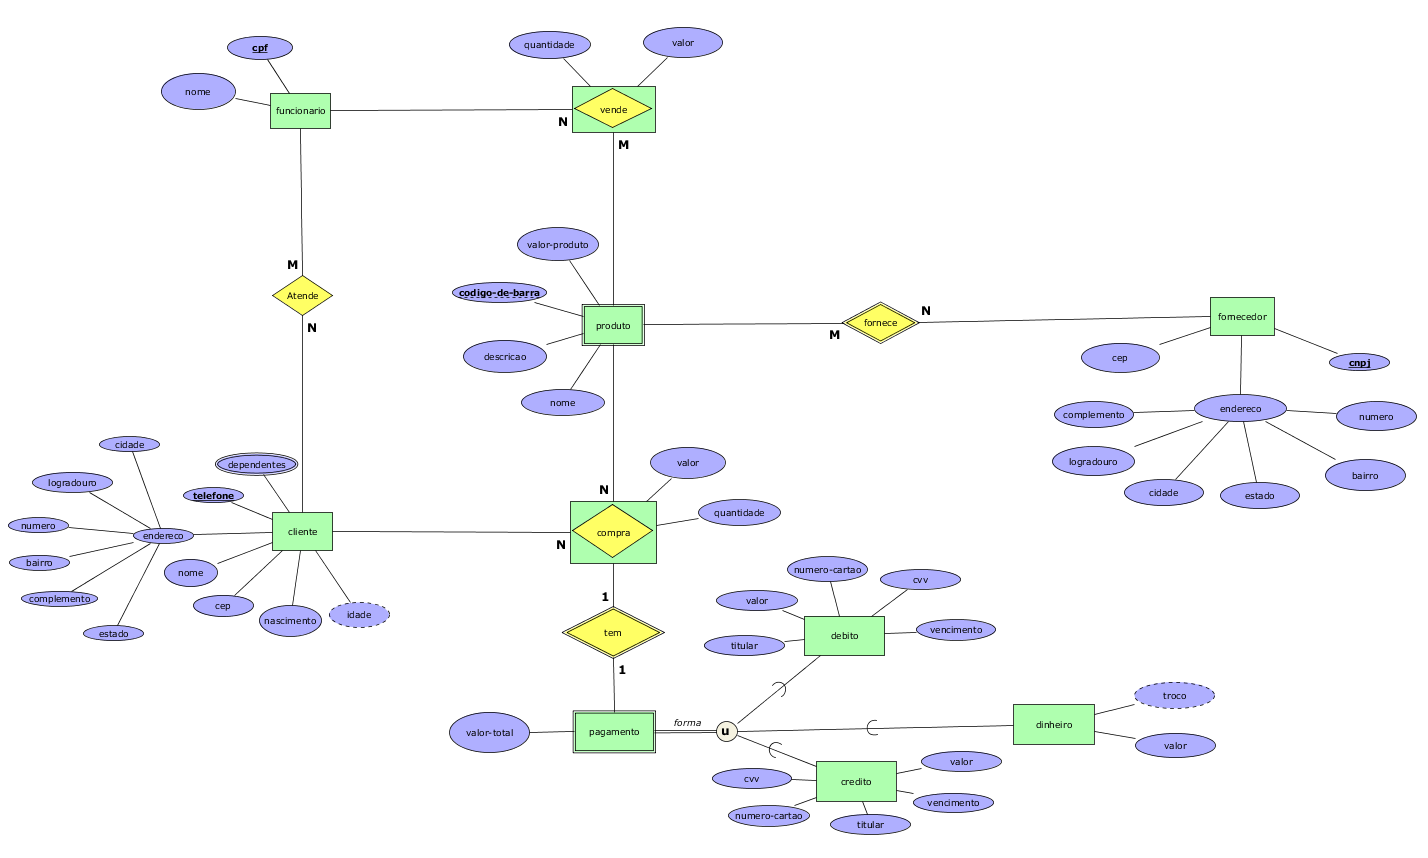 cpf
quantidade
valor
nome
funcionario
vende
N
M
valor-produto
codigo-de-barra
produto
descricao
nome
M
Atende
N
fornece
M
N
fornecedor
cep
cnpj
endereco
complemento
numero
logradouro
bairro
cidade
estado
cidade
dependentes
logradouro
telefone
numero
endereco
cliente
bairro
nome
complemento
cep
nascimento
idade
estado
valor
N
quantidade
compra
N
1
tem
1
numero-cartao
cvv
valor
titular
debito
vencimento
valor-total
pagamento
forma
u
troco
dinheiro
valor
valor
cvv
credito
vencimento
numero-cartao
titular